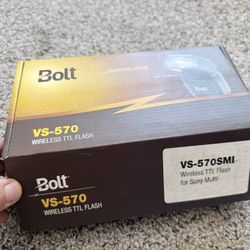 Bolt
VS-570
WIRELESS TTL FLASH
Bolt
VS-570
WIRELESS TTL FLASH
VS-570SMI
Wireless TTL Flash
for Sony Multi